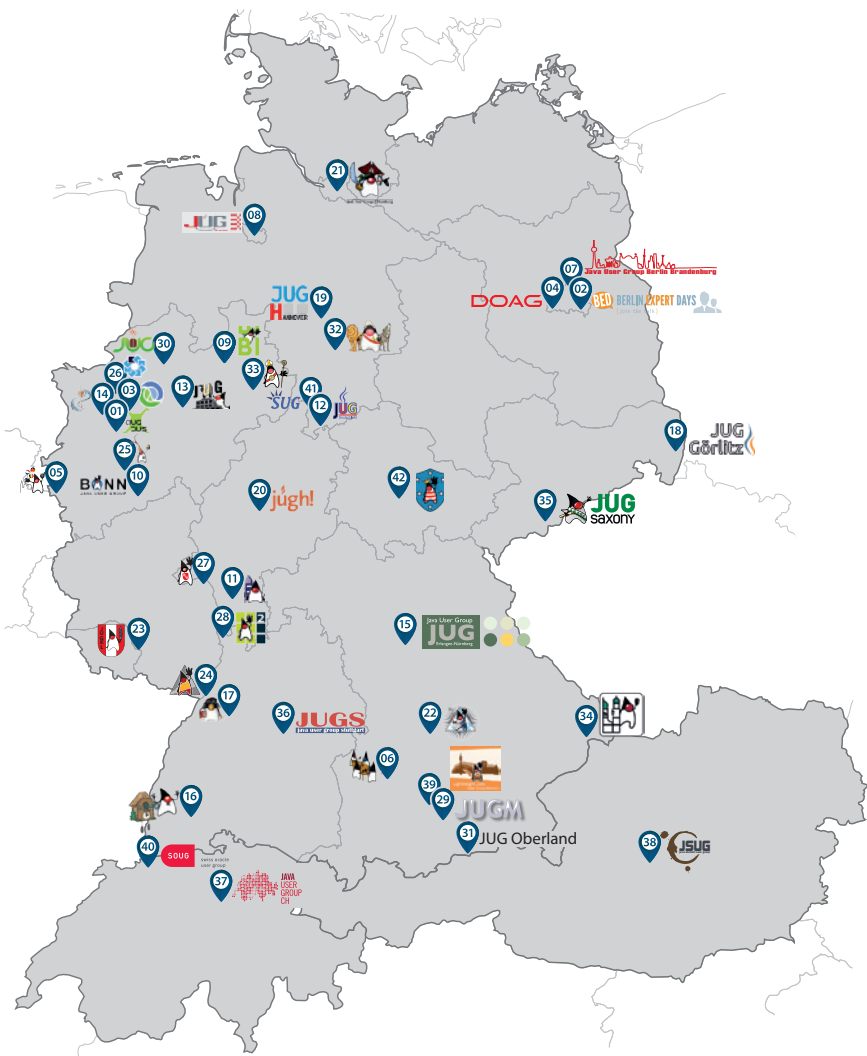 21
08
JUG
07
Java User Group Berlin Brandenburg
04
02
DOAG
BED BERLIN EXPERT DAYS
JUG
H
HANNOVER
19
32
30
JUG
09
BI
26
33
13
JUG
41
SUG
14
03
01
12
JUG
18
JUG
Görlitz
25
05
BONN
JAVA USER GROUP
10
20
jugh!
42
35
JUG
saxony
27
11
28
2
15
Java User Group
JUG
Erlangen-Nürnberg
23
24
17
36
JUGS
java user group stuttgart
22
34
06
39
29
JUGM
16
31
JUG Oberland
38
JSUG
40
SOUG
swiss oracle
user group
37
JAVA
USER
GROUP
CH